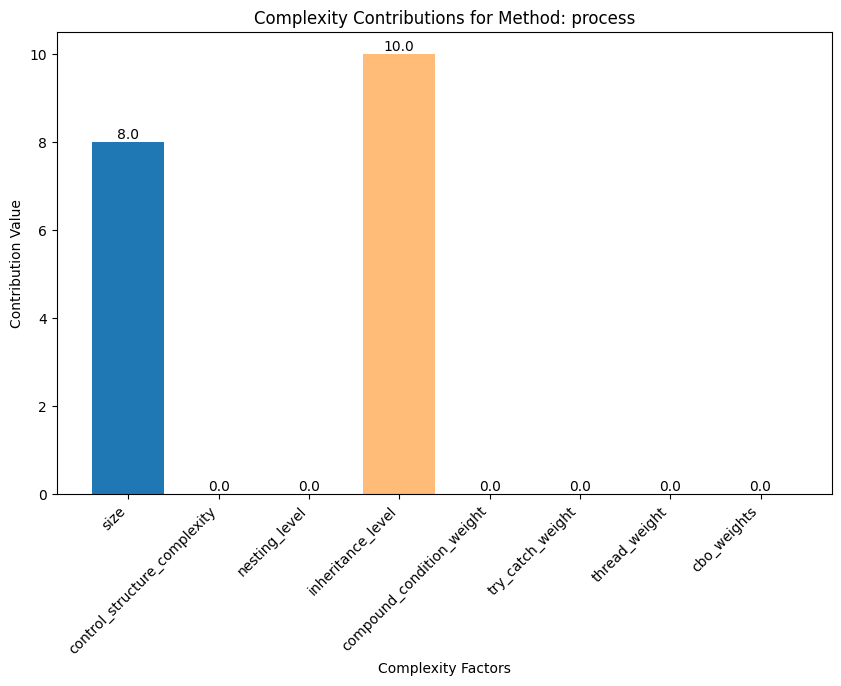 Complexity Contributions for Method: process
Contribution Value
10
8
6
4
2
0
8.0
0.0
0.0
10.0
0.0
0.0
0.0
0.0
size
control_structure_complexity
nesting_level
inheritance_level
compound_condition_weight
try_catch_weight
thread_weight
cbo_weights
Complexity Factors